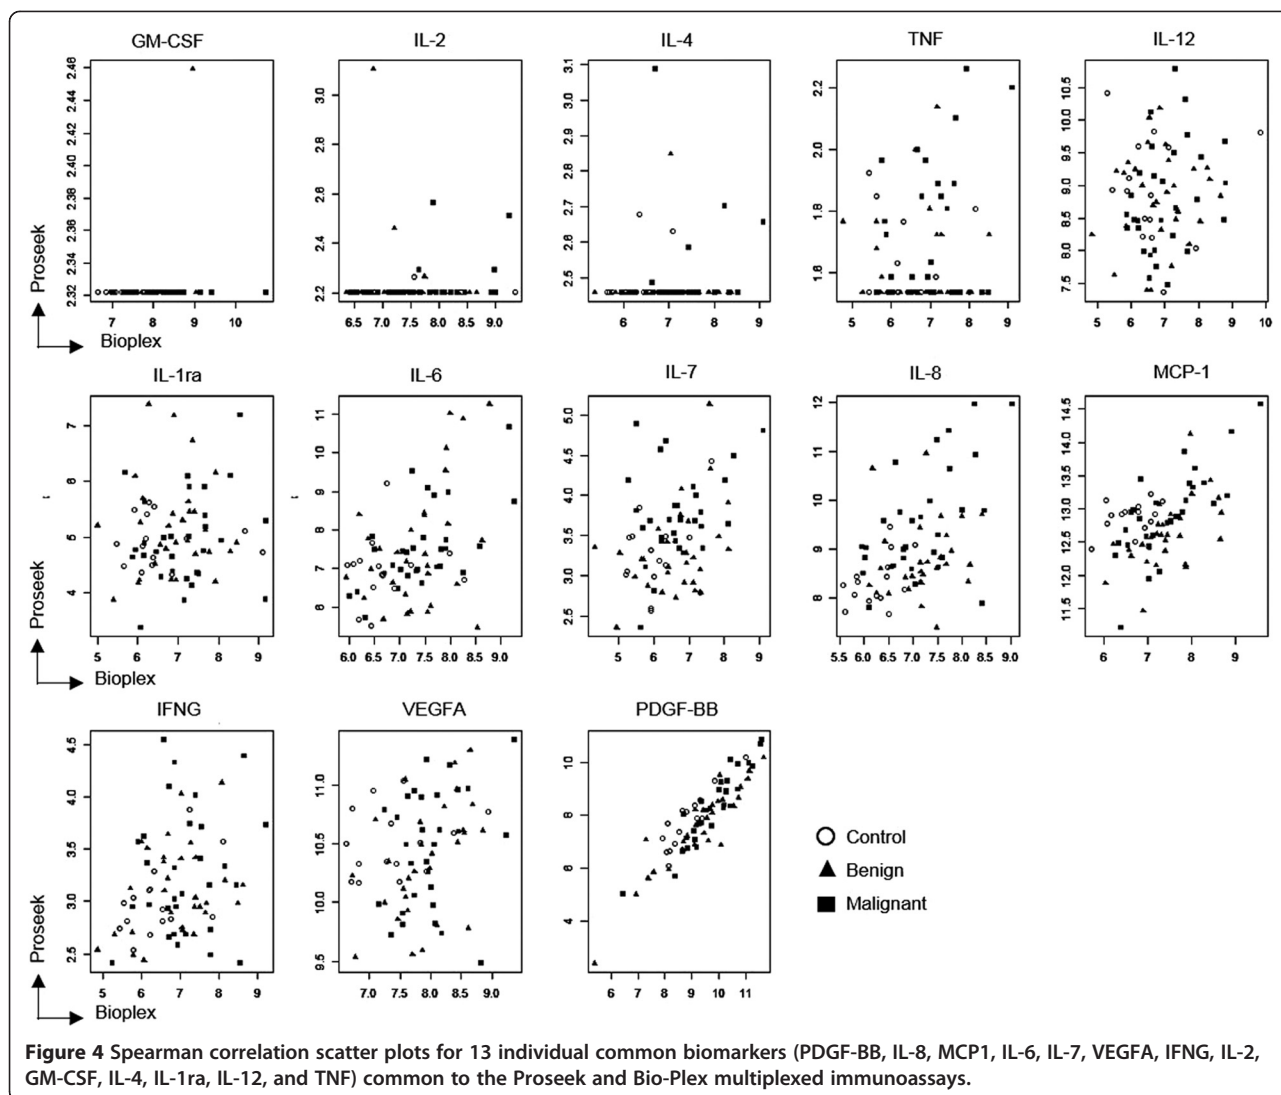 GM-CSF IL-2 IL-4 TNF IL-12
2.46 2.44 2.42 2.40 2.38 2.36 2.34 2.32
3.0 2.8 2.6 2.4 2.2
3.1 3.0 2.9 2.8 2.7 2.6 2.5
2.2 2.0 1.8 1.6
10.5 10.0 9.5 9.0 8.5 8.0 7.5
Proseek
7 8 9 10
6.5 7.0 7.5 8.0 8.5 9.0
6 7 8 9
5 6 7 8 9
5 6 7 8 9 10
Bioplex
IL-1ra IL-6 IL-7 IL-8 MCP-1
7 6 5 4
11 10 9 8 7 6
5.0 4.5 4.0 3.5 3.0 2.5
12 11 10 9 8
14.5 14.0 13.5 13.0 12.5 12.0 11.5
Proseek
5 6 7 8 9
6.0 6.5 7.0 7.5 8.0 8.5 9.0
5 6 7 8 9
5.5 6.0 6.5 7.0 7.5 8.0 8.5 9.0
6 7 8 9
Bioplex
IFNG VEGFA PDGF-BB
4.5 4.0 3.5 3.0 2.5
11.0 10.5 10.0 9.5
10 8 6 4
Proseek
5 6 7 8 9
7.0 7.5 8.0 8.5 9.0
6 7 8 9 10 11
Bioplex
Control
Benign
Malignant
Figure 4 Spearman correlation scatter plots for 13 individual common biomarkers (PDGF-BB, IL-8, MCP1, IL-6, IL-7, VEGFA, IFNG, IL-2,
GM-CSF, IL-4, IL-1ra, IL-12, and TNF) common to the Proseek and Bio-Plex multiplexed immunoassays.